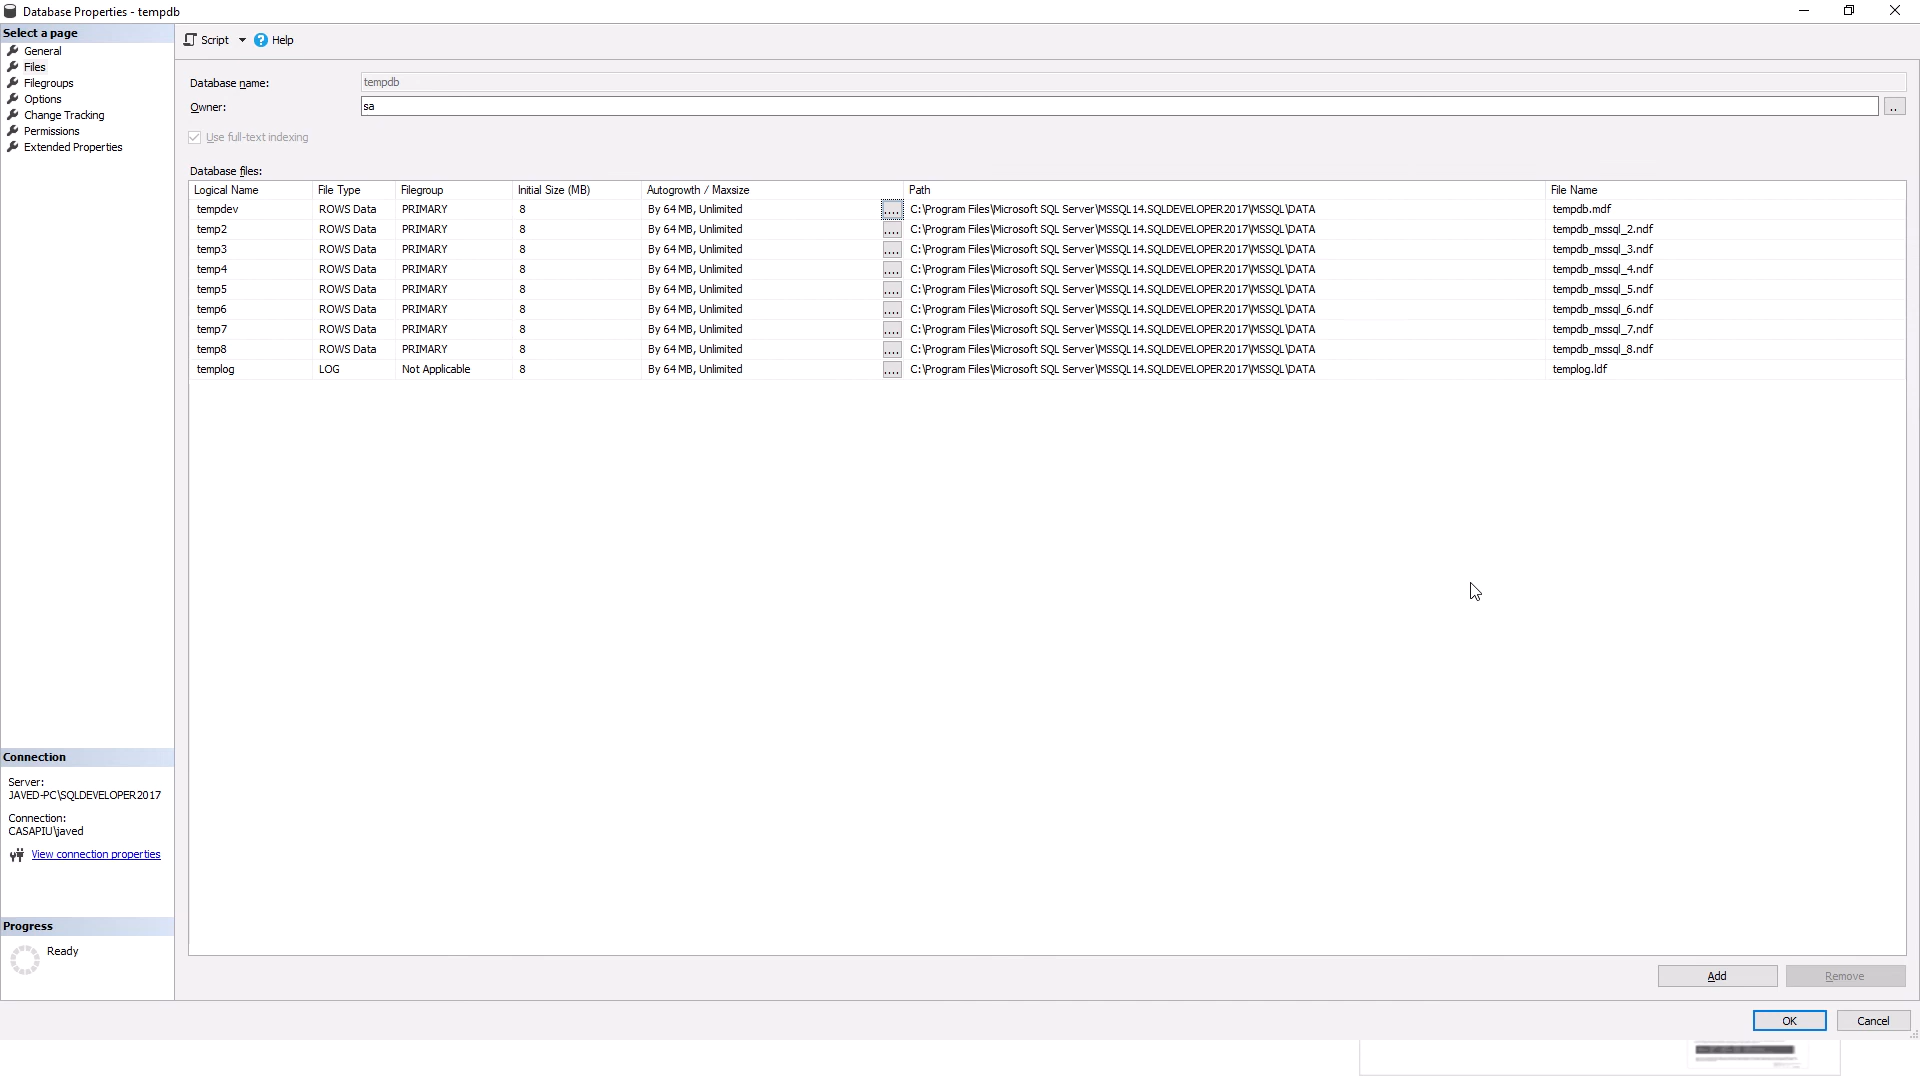 Database Properties - tempdb
Select a page
General
Files
Filegroups
Options
Change Tracking
Permissions
Extended Properties
Script Help
Database name: tempdb
Owner: sa ..
Use full-text indexing
Database files:
Logical Name File Type Filegroup Initial Size (MB) Autogrowth / Maxsize Path File Name
tempdev ROWS Data PRIMARY 8 By 64 MB, Unlimited .... C:\Program Files\Microsoft SQL Server\MSSQL14.SQLDEVELOPER2017\MSSQL\DATA tempdb.mdf
temp2 ROWS Data PRIMARY 8 By 64 MB, Unlimited .... C:\Program Files\Microsoft SQL Server\MSSQL14.SQLDEVELOPER2017\MSSQL\DATA tempdb_mssql_2.ndf
temp3 ROWS Data PRIMARY 8 By 64 MB, Unlimited .... C:\Program Files\Microsoft SQL Server\MSSQL14.SQLDEVELOPER2017\MSSQL\DATA tempdb_mssql_3.ndf
temp4 ROWS Data PRIMARY 8 By 64 MB, Unlimited .... C:\Program Files\Microsoft SQL Server\MSSQL14.SQLDEVELOPER2017\MSSQL\DATA tempdb_mssql_4.ndf
temp5 ROWS Data PRIMARY 8 By 64 MB, Unlimited .... C:\Program Files\Microsoft SQL Server\MSSQL14.SQLDEVELOPER2017\MSSQL\DATA tempdb_mssql_5.ndf
temp6 ROWS Data PRIMARY 8 By 64 MB, Unlimited .... C:\Program Files\Microsoft SQL Server\MSSQL14.SQLDEVELOPER2017\MSSQL\DATA tempdb_mssql_6.ndf
temp7 ROWS Data PRIMARY 8 By 64 MB, Unlimited .... C:\Program Files\Microsoft SQL Server\MSSQL14.SQLDEVELOPER2017\MSSQL\DATA tempdb_mssql_7.ndf
temp8 ROWS Data PRIMARY 8 By 64 MB, Unlimited .... C:\Program Files\Microsoft SQL Server\MSSQL14.SQLDEVELOPER2017\MSSQL\DATA tempdb_mssql_8.ndf
templog LOG Not Applicable 8 By 64 MB, Unlimited .... C:\Program Files\Microsoft SQL Server\MSSQL14.SQLDEVELOPER2017\MSSQL\DATA templog.ldf
Connection
Server:
JAVED-PC\SQLDEVELOPER2017
Connection:
CASAPIU\javed
View connection properties
Progress
Ready
Add Remove
OK Cancel